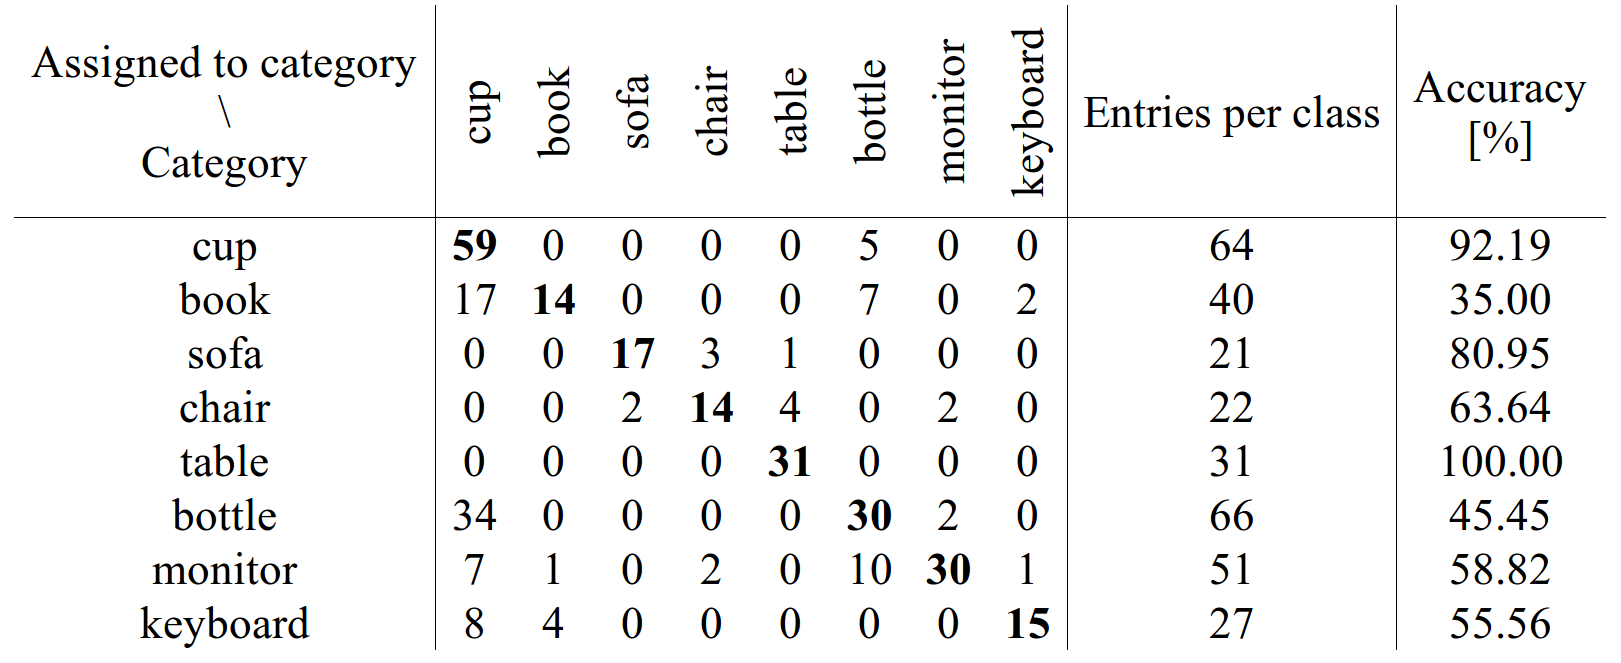 Assigned to category \ Category cup book sofa chair table bottle monitor keyboard Entries per class Accuracy [%]
cup 59 0 0 0 0 5 0 0 64 92.19
book 17 14 0 0 0 7 0 2 40 35.00
sofa 0 0 17 3 1 0 0 0 21 80.95
chair 0 0 2 14 4 0 2 0 22 63.64
table 0 0 0 0 31 0 0 0 31 100.00
bottle 34 0 0 0 0 30 2 0 66 45.45
monitor 7 1 0 2 0 10 30 1 51 58.82
keyboard 8 4 0 0 0 0 0 15 27 55.56